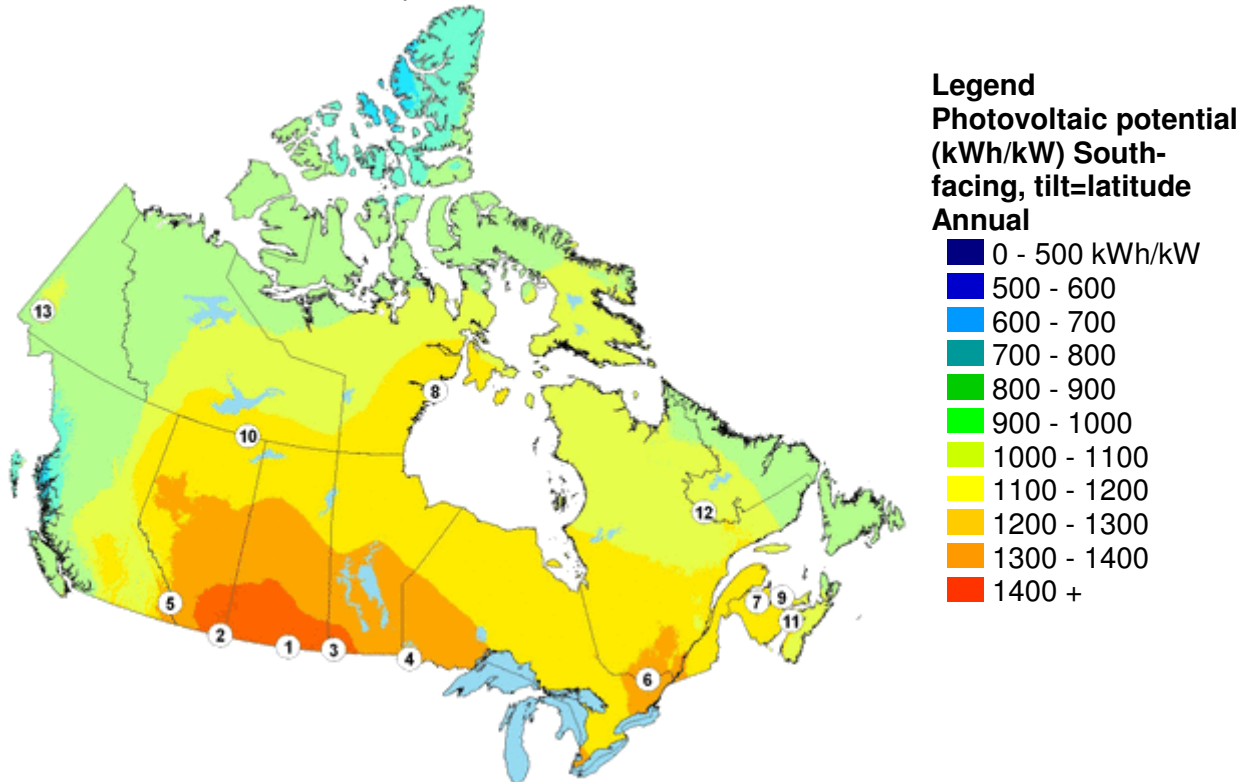 13
8
10
12
5
7
9
11
2
1
3
4
6
Legend
Photovoltaic potential
(kWh/kW) South-
facing, tilt=latitude
Annual
0 - 500 kWh/kW
500 - 600
600 - 700
700 - 800
800 - 900
900 - 1000
1000 - 1100
1100 - 1200
1200 - 1300
1300 - 1400
1400 +